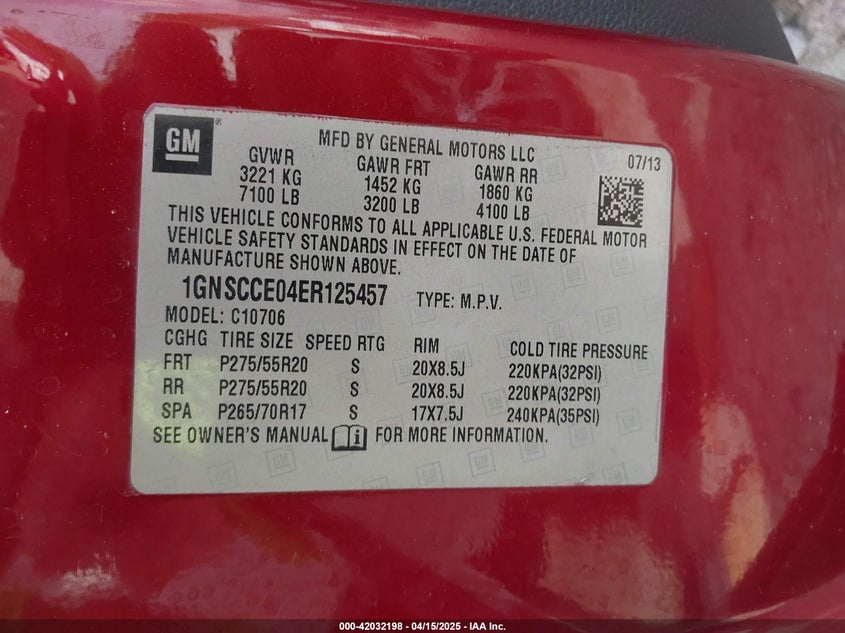 GM
MFD BY GENERAL MOTORS LLC
07/13
GVWR GAWR FRT GAWR RR
3221 KG 1452 KG 1860 KG
7100 LB 3200 LB 4100 LB
THIS VEHICLE CONFORMS TO ALL APPLICABLE U.S. FEDERAL MOTOR
VEHICLE SAFETY STANDARDS IN EFFECT ON THE DATE OF
MANUFACTURE SHOWN ABOVE.
1GNSCCE04ER125457 TYPE: M.P.V.
MODEL: C10706
CGHG TIRE SIZE SPEED RTG RIM COLD TIRE PRESSURE
FRT P275/55R20 S 20X8.5J 220KPA(32PSI)
RR P275/55R20 S 20X8.5J 220KPA(32PSI)
SPA P265/70R17 S 17X7.5J 240KPA(35PSI)
SEE OWNER'S MANUAL i FOR MORE INFORMATION.
000-42032198 - 04/15/2025 - IAA Inc.